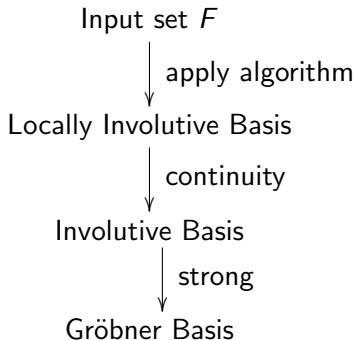 Input set F
apply algorithm
Locally Involutive Basis
continuity
Involutive Basis
strong
Gröbner Basis